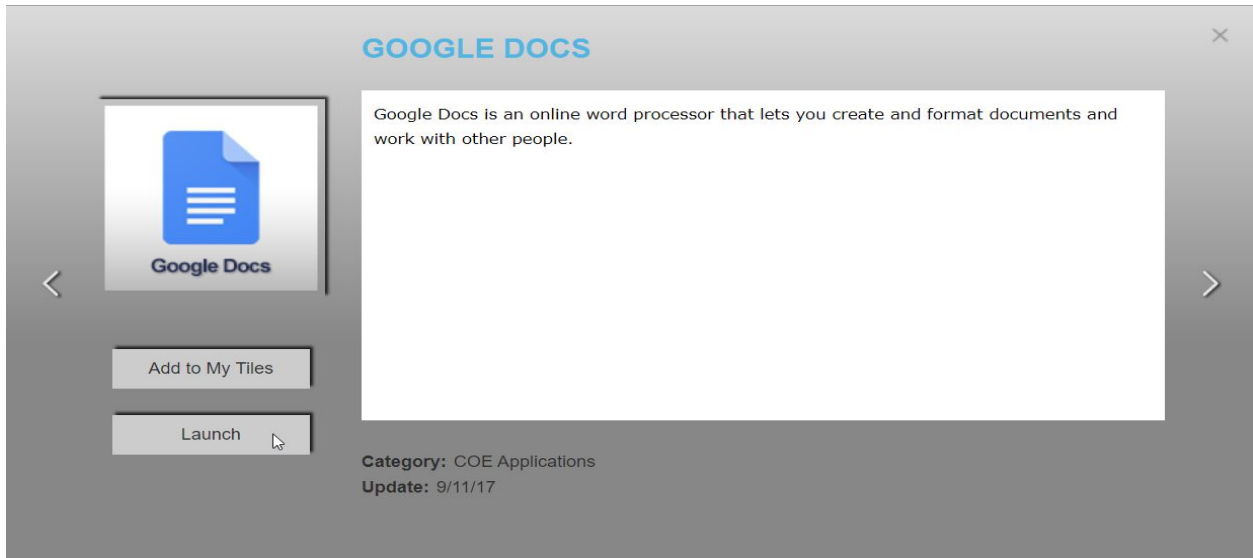 GOOGLE DOCS
Google Docs is an online word processor that lets you create and format documents and
work with other people.
Google Docs
Add to My Tiles
Launch
Category: COE Applications
Update: 9/11/17